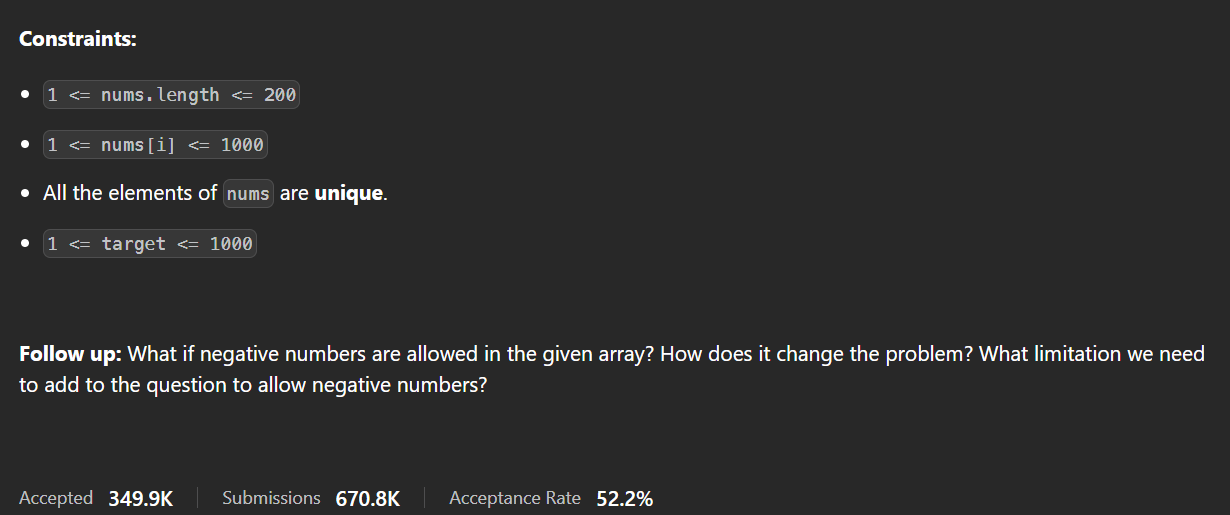 Constraints:
1 <= nums.length <= 200
1 <= nums[i] <= 1000
All the elements of nums are unique.
1 <= target <= 1000
Follow up: What if negative numbers are allowed in the given array? How does it change the problem? What limitation we need
to add to the question to allow negative numbers?
Accepted 349.9K Submissions 670.8K Acceptance Rate 52.2%